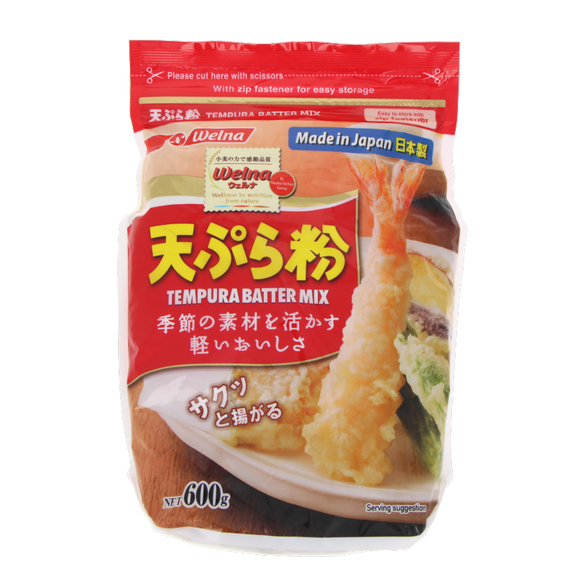 Please cut here with scissors
With zip fastener for easy storage
天ぷら粉 TEMPURA BATTER MIX
Easy to store with
zip fastener
Welna
Made in Japan 日本製
小麦の力で感動品質
Welna
ウェルナ
Wellness by Nutrition
from nature
天ぷら粉
TEMPURA BATTER MIX
季節の素材を活かす
軽いおいしさ
サクッ
と揚がる
NET 600g
Serving suggestion